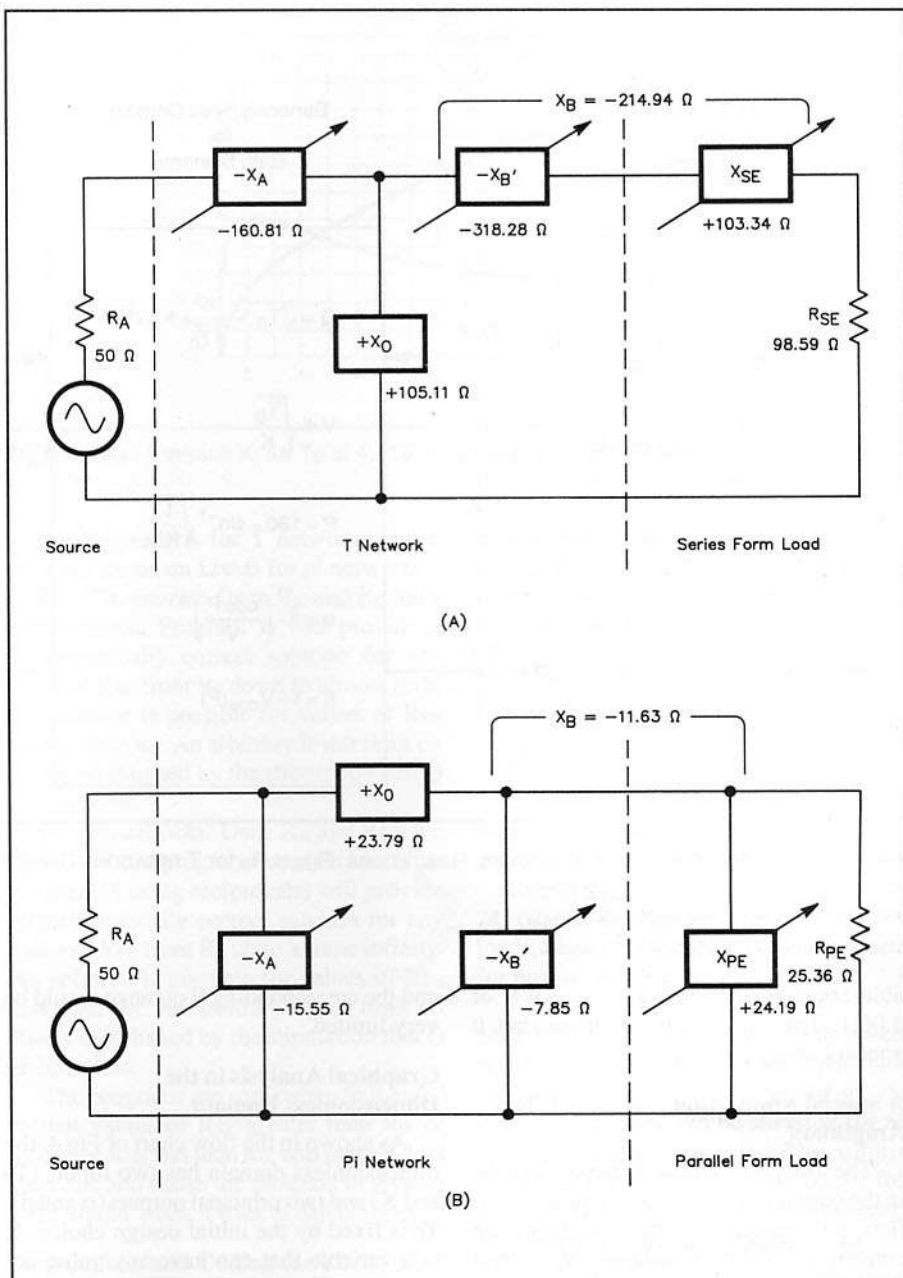 X_B = −214.94 Ω
−X_A
−160.81 Ω
−X_B'
−318.28 Ω
X_SE
+103.34 Ω
R_A
50 Ω
+X_O
+105.11 Ω
R_SE
98.59 Ω
Source
T Network
Series Form Load
(A)
X_B = −11.63 Ω
+X_O
+23.79 Ω
R_A
50 Ω
−X_A
−15.55 Ω
−X_B'
−7.85 Ω
X_PE
+24.19 Ω
R_PE
25.36 Ω
Source
Pi Network
Parallel Form Load
(B)